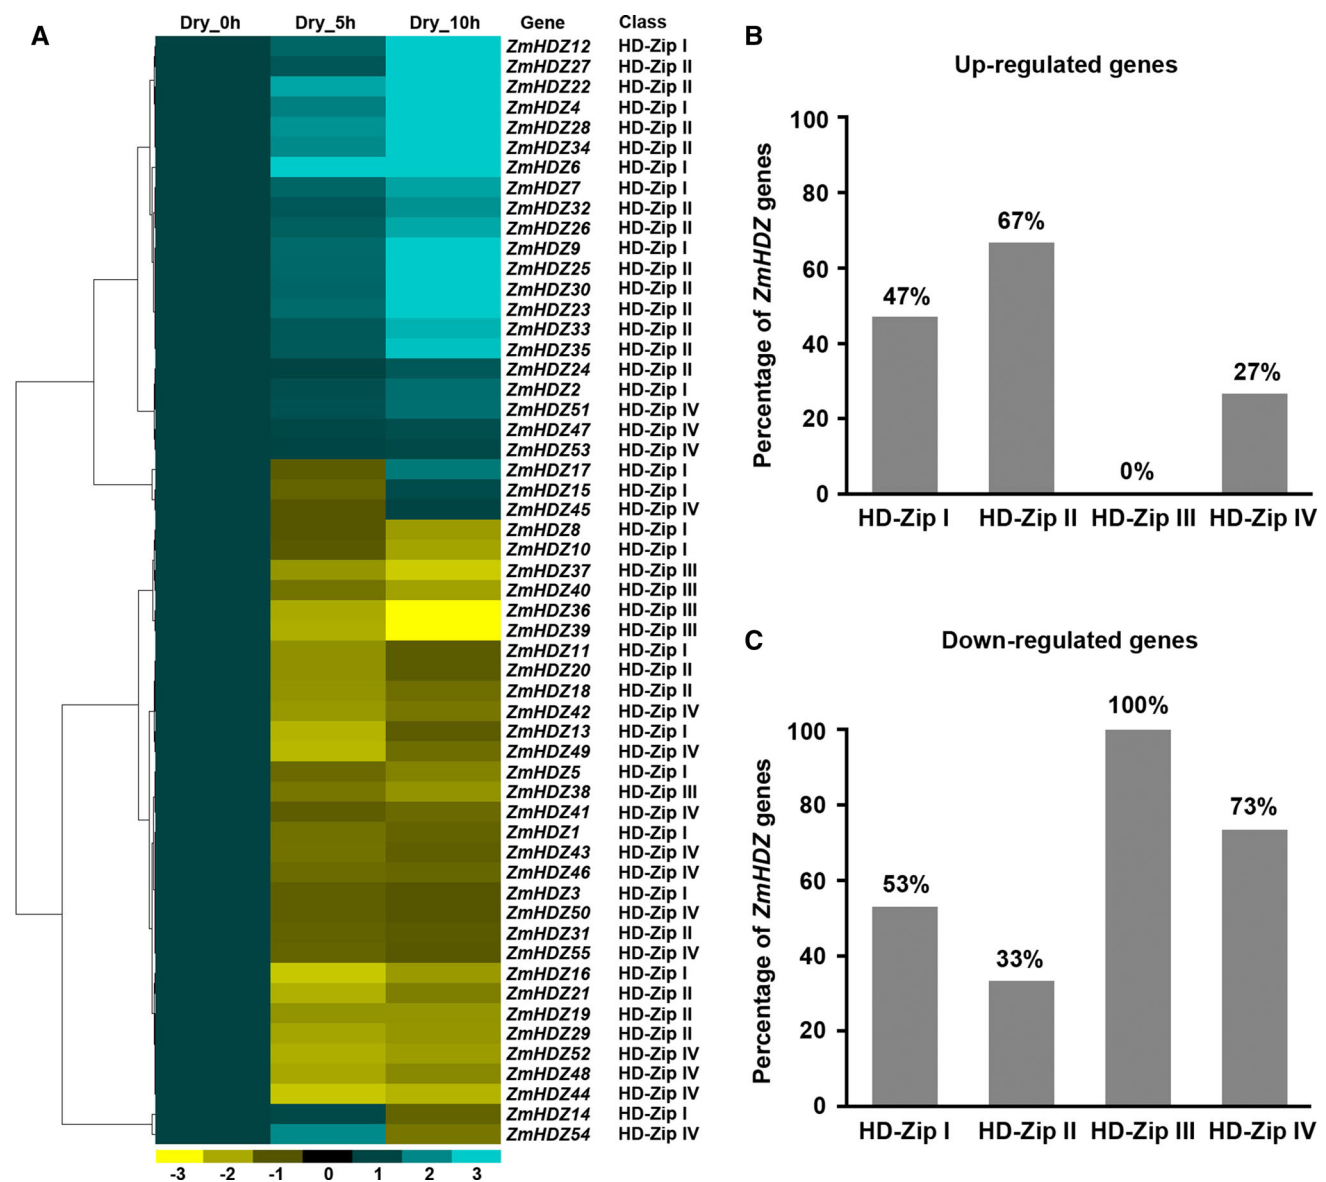 A
Dry_0h Dry_5h Dry_10h Gene Class
ZmHDZ12 HD-Zip I
ZmHDZ27 HD-Zip II
ZmHDZ22 HD-Zip II
ZmHDZ4 HD-Zip I
ZmHDZ28 HD-Zip II
ZmHDZ34 HD-Zip II
ZmHDZ6 HD-Zip I
ZmHDZ7 HD-Zip I
ZmHDZ32 HD-Zip II
ZmHDZ26 HD-Zip II
ZmHDZ9 HD-Zip I
ZmHDZ25 HD-Zip II
ZmHDZ30 HD-Zip II
ZmHDZ23 HD-Zip II
ZmHDZ33 HD-Zip II
ZmHDZ35 HD-Zip II
ZmHDZ24 HD-Zip II
ZmHDZ2 HD-Zip I
ZmHDZ51 HD-Zip IV
ZmHDZ47 HD-Zip IV
ZmHDZ53 HD-Zip IV
ZmHDZ17 HD-Zip I
ZmHDZ15 HD-Zip I
ZmHDZ45 HD-Zip IV
ZmHDZ8 HD-Zip I
ZmHDZ10 HD-Zip I
ZmHDZ37 HD-Zip III
ZmHDZ40 HD-Zip III
ZmHDZ36 HD-Zip III
ZmHDZ39 HD-Zip III
ZmHDZ11 HD-Zip I
ZmHDZ20 HD-Zip II
ZmHDZ18 HD-Zip II
ZmHDZ42 HD-Zip IV
ZmHDZ13 HD-Zip I
ZmHDZ49 HD-Zip IV
ZmHDZ5 HD-Zip I
ZmHDZ38 HD-Zip III
ZmHDZ41 HD-Zip IV
ZmHDZ1 HD-Zip I
ZmHDZ43 HD-Zip IV
ZmHDZ46 HD-Zip IV
ZmHDZ3 HD-Zip I
ZmHDZ50 HD-Zip IV
ZmHDZ31 HD-Zip II
ZmHDZ55 HD-Zip IV
ZmHDZ16 HD-Zip I
ZmHDZ21 HD-Zip II
ZmHDZ19 HD-Zip II
ZmHDZ29 HD-Zip II
ZmHDZ52 HD-Zip IV
ZmHDZ48 HD-Zip IV
ZmHDZ44 HD-Zip IV
ZmHDZ14 HD-Zip I
ZmHDZ54 HD-Zip IV
-3 -2 -1 0 1 2 3
B
Up-regulated genes
Percentage of ZmHDZ genes
100
80
60
40
20
0
47%
67%
0%
27%
HD-Zip I HD-Zip II HD-Zip III HD-Zip IV
C
Down-regulated genes
Percentage of ZmHDZ genes
100
80
60
40
20
0
53%
33%
100%
73%
HD-Zip I HD-Zip II HD-Zip III HD-Zip IV